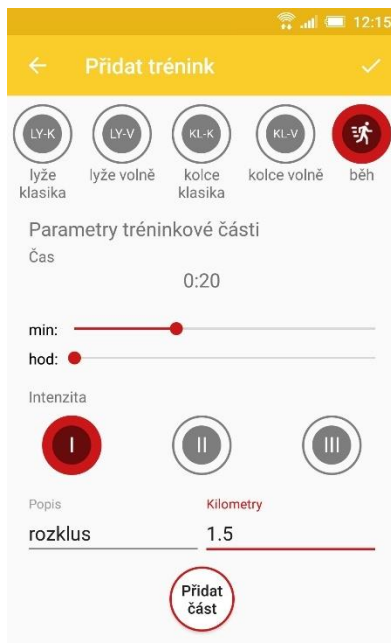 12:15
Přidat trénink
LY-K LY-V KL-K KL-V
lyže klasika
lyže volně
kolce klasika
kolce volně
běh
Parametry tréninkové části
Čas
0:20
min:
hod:
Intenzita
I II III
Popis Kilometry
rozklus 1.5
Přidat
část